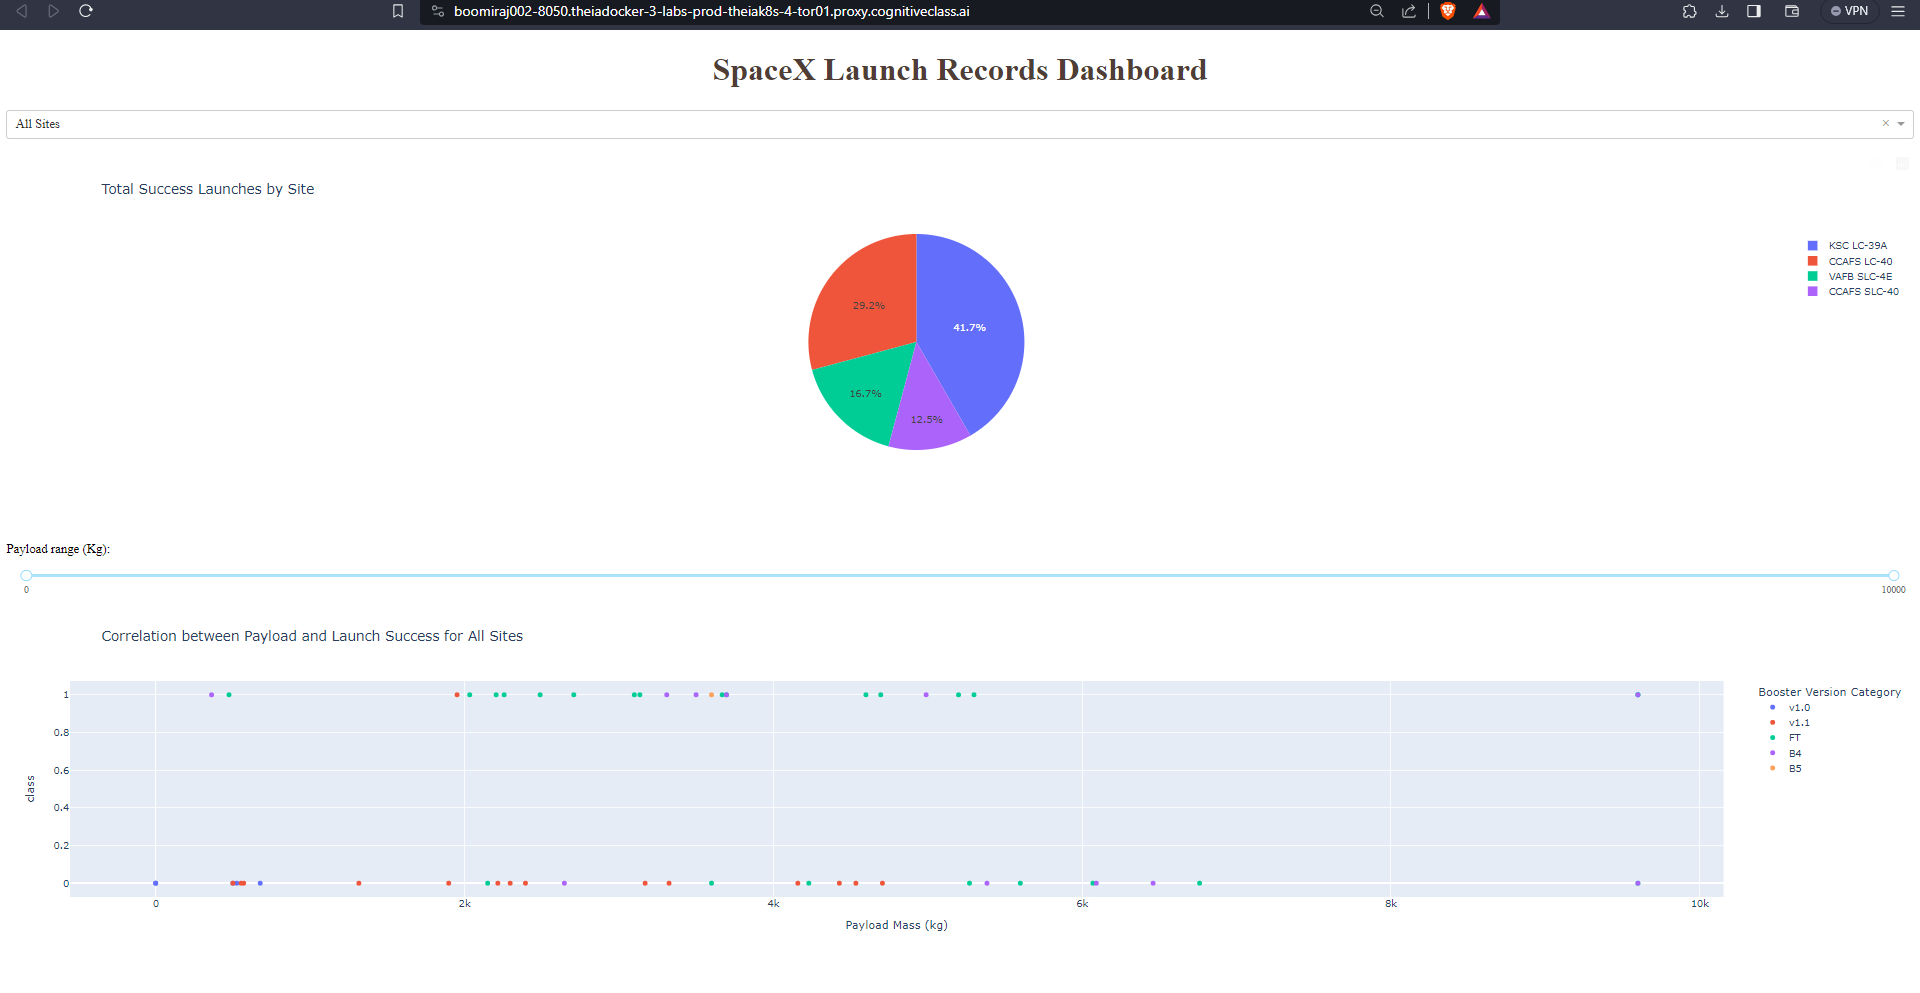 boomiraj002-8050.theiadocker-3-labs-prod-theiak8s-4-tor01.proxy.cognitiveclass.ai
VPN
SpaceX Launch Records Dashboard
All Sites
Total Success Launches by Site
KSC LC-39A
CCAFS LC-40
VAFB SLC-4E
CCAFS SLC-40
29.2%
41.7%
16.7%
12.5%
Payload range (Kg):
0
10000
Correlation between Payload and Launch Success for All Sites
1
0.8
0.6
0.4
0.2
0
class
0
2k
4k
6k
8k
10k
Payload Mass (kg)
Booster Version Category
v1.0
v1.1
FT
B4
B5